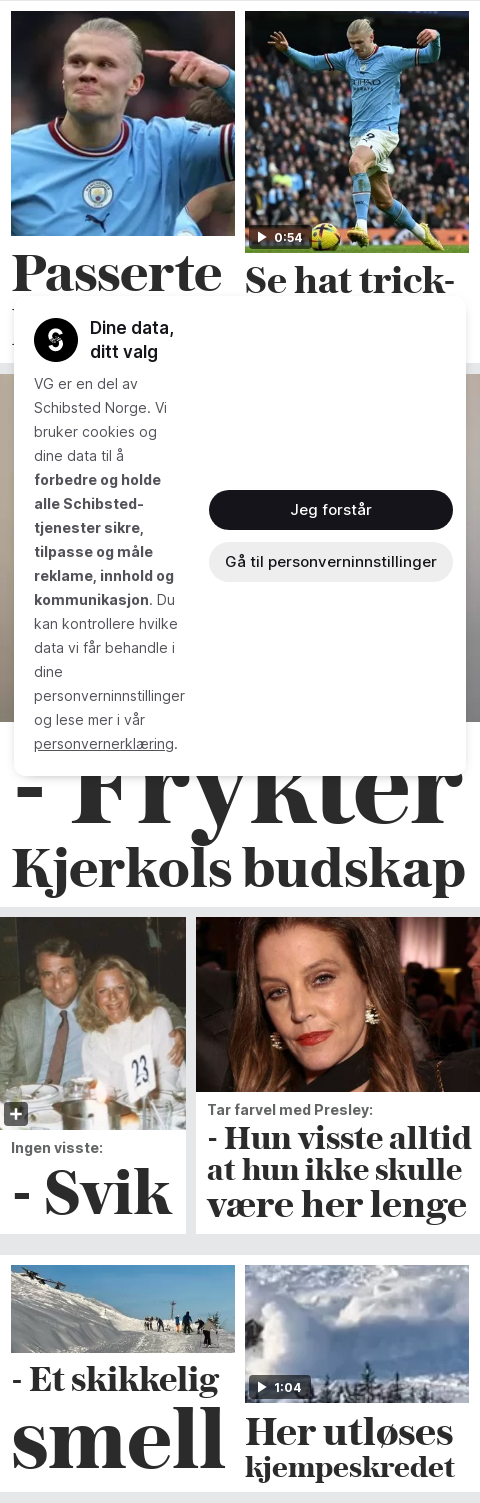 0:54
Passerte
Se hat trick-
Dine data,
ditt valg
VG er en del av
Schibsted Norge. Vi
bruker cookies og
dine data til å
forbedre og holde
alle Schibsted-
tjenester sikre,
tilpasse og måle
reklame, innhold og
kommunikasjon. Du
kan kontrollere hvilke
data vi får behandle i
dine
personverninnstillinger
og lese mer i vår
personvernerklæring.
Jeg forstår
Gå til personverninnstillinger
- Frykter
Kjerkols budskap
23
Ingen visste:
- Svik
Tar farvel med Presley:
- Hun visste alltid
at hun ikke skulle
være her lenge
- Et skikkelig
smell
1:04
Her utløses
kjempeskredet